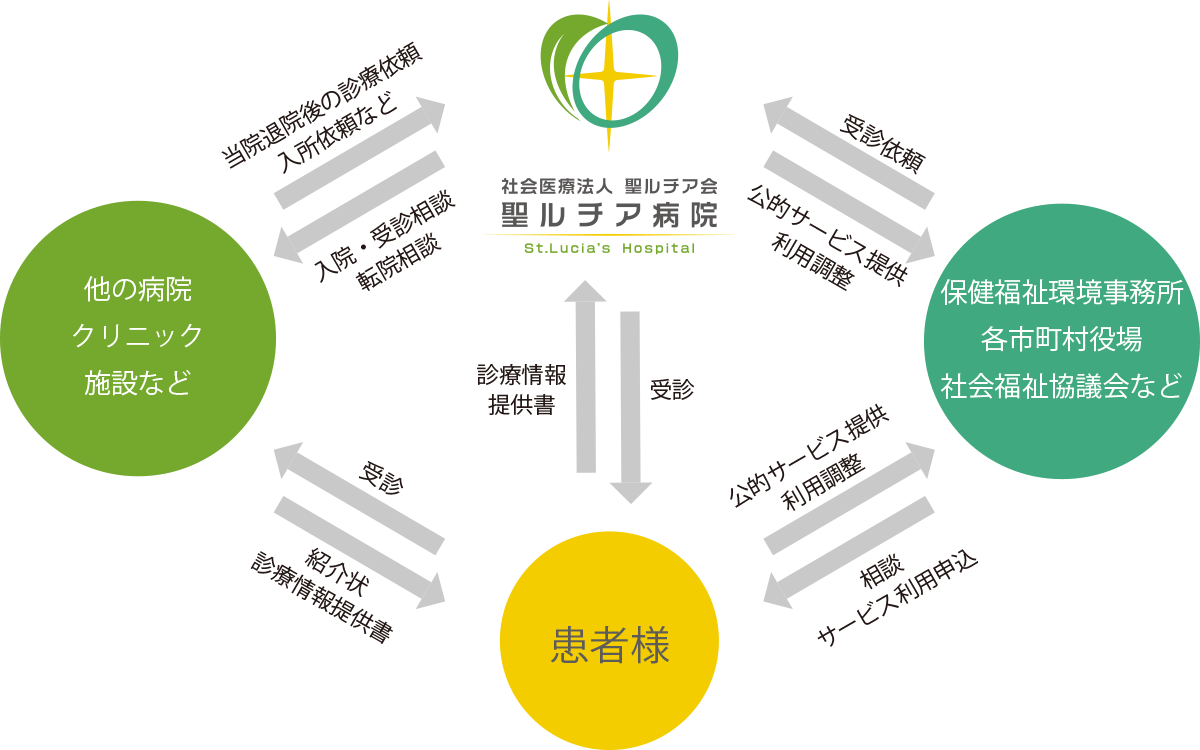 当院退院後の診療依頼
入所依頼など
入院・受診相談
転院相談
社会医療法人 聖ルチア会
聖ルチア病院
St.Lucia's Hospital
受診依頼
公的サービス提供
利用調整
他の病院
クリニック
施設など
診療情報
提供書
受診
保健福祉環境事務所
各市町村役場
社会福祉協議会など
受診
紹介状
診療情報提供書
患者様
公的サービス提供
利用調整
相談
サービス利用申込